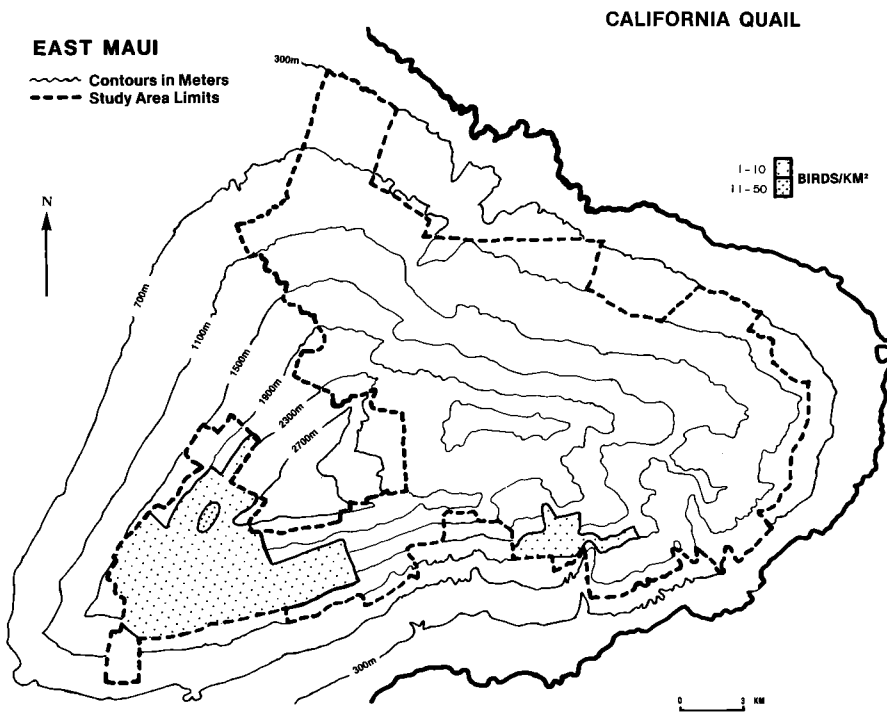 CALIFORNIA QUAIL
EAST MAUI
Contours in Meters
Study Area Limits
300m
1-10
11-50
BIRDS/KM²
N
700m
1100m
1500m
1900m
2300m
2700m
300m
0 3 KM